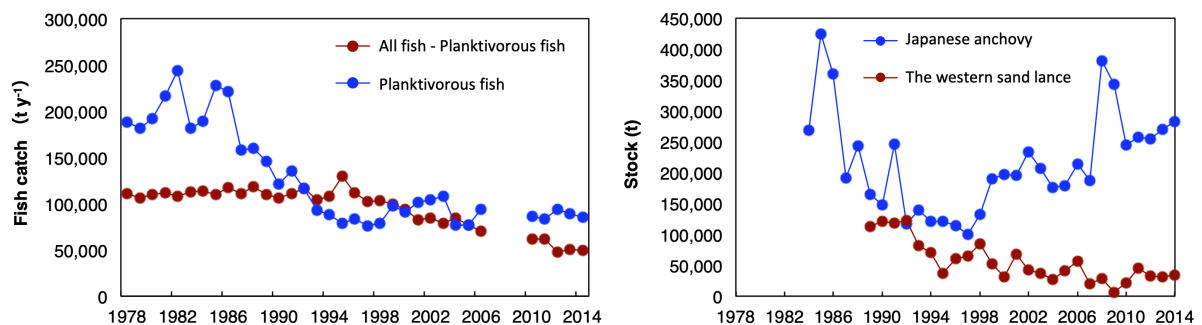 300,000
250,000
200,000
150,000
100,000
50,000
0
Fish catch (t y-1)
All fish - Planktivorous fish
Planktivorous fish
1978 1982 1986 1990 1994 1998 2002 2006 2010 2014
450,000
400,000
350,000
300,000
250,000
200,000
150,000
100,000
50,000
0
Stock (t)
Japanese anchovy
The western sand lance
1978 1982 1986 1990 1994 1998 2002 2006 2010 2014